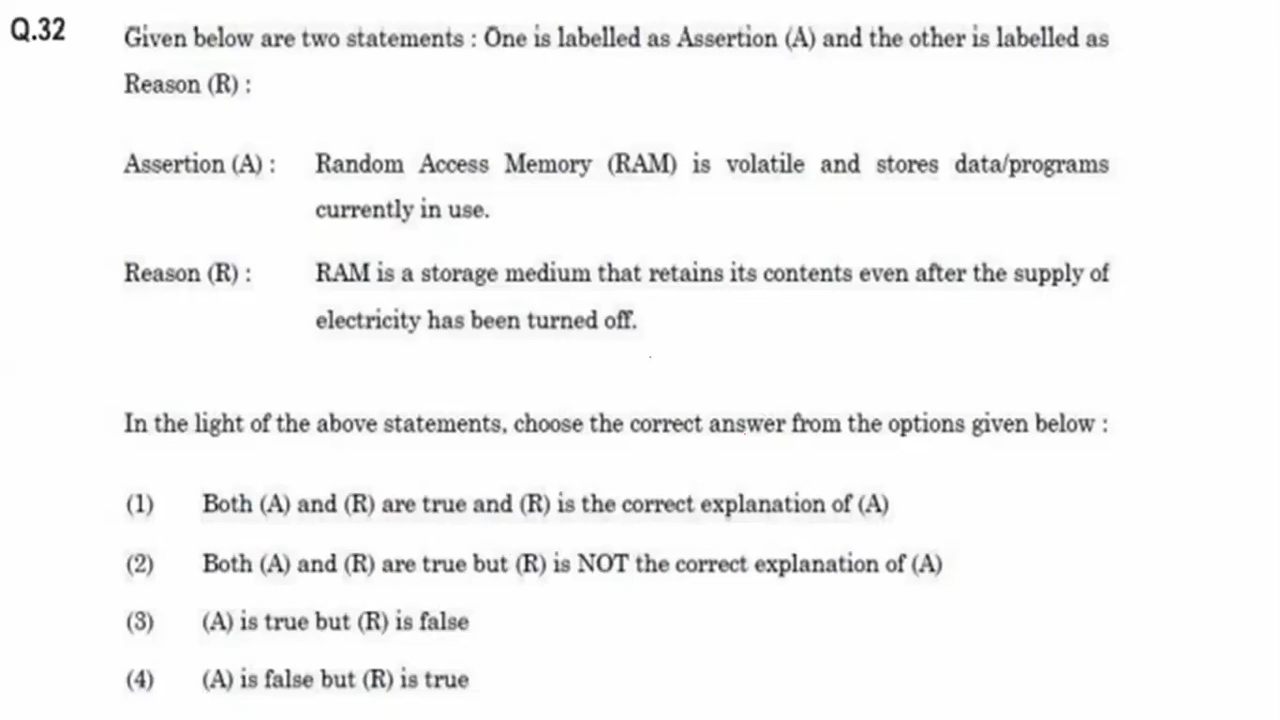 Q.32 Given below are two statements : One is labelled as Assertion (A) and the other is labelled as
Reason (R) :
Assertion (A) : Random Access Memory (RAM) is volatile and stores data/programs
currently in use.
Reason (R) : RAM is a storage medium that retains its contents even after the supply of
electricity has been turned off.
In the light of the above statements, choose the correct answer from the options given below :
(1) Both (A) and (R) are true and (R) is the correct explanation of (A)
(2) Both (A) and (R) are true but (R) is NOT the correct explanation of (A)
(3) (A) is true but (R) is false
(4) (A) is false but (R) is true